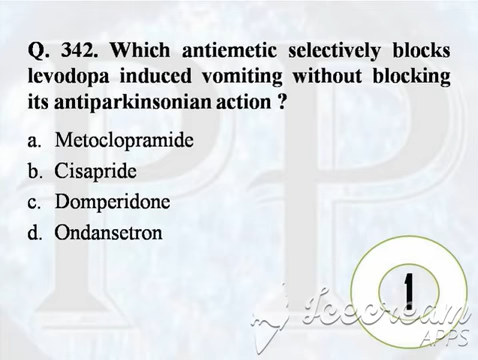 Q. 342. Which antiemetic selectively blocks
levodopa induced vomiting without blocking
its antiparkinsonian action ?
a. Metoclopramide
b. Cisapride
c. Domperidone
d. Ondansetron
1
Icecream
APPS